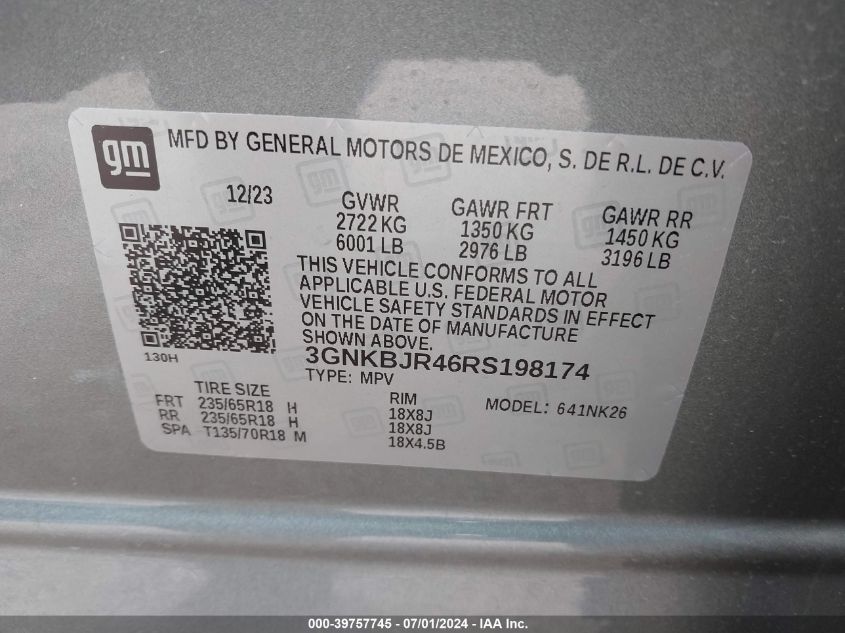 gm
MFD BY GENERAL MOTORS DE MEXICO, S. DE R.L. DE C.V.
12/23
GVWR GAWR FRT GAWR RR
2722 KG 1350 KG 1450 KG
6001 LB 2976 LB 3196 LB
THIS VEHICLE CONFORMS TO ALL
APPLICABLE U.S. FEDERAL MOTOR
VEHICLE SAFETY STANDARDS IN EFFECT
ON THE DATE OF MANUFACTURE
SHOWN ABOVE.
130H
3GNKBJR46RS198174
TYPE: MPV
MODEL: 641NK26
TIRE SIZE RIM
FRT 235/65R18 H 18X8J
RR 235/65R18 H 18X8J
SPA T135/70R18 M 18X4.5B
000-39757745 - 07/01/2024 - IAA Inc.